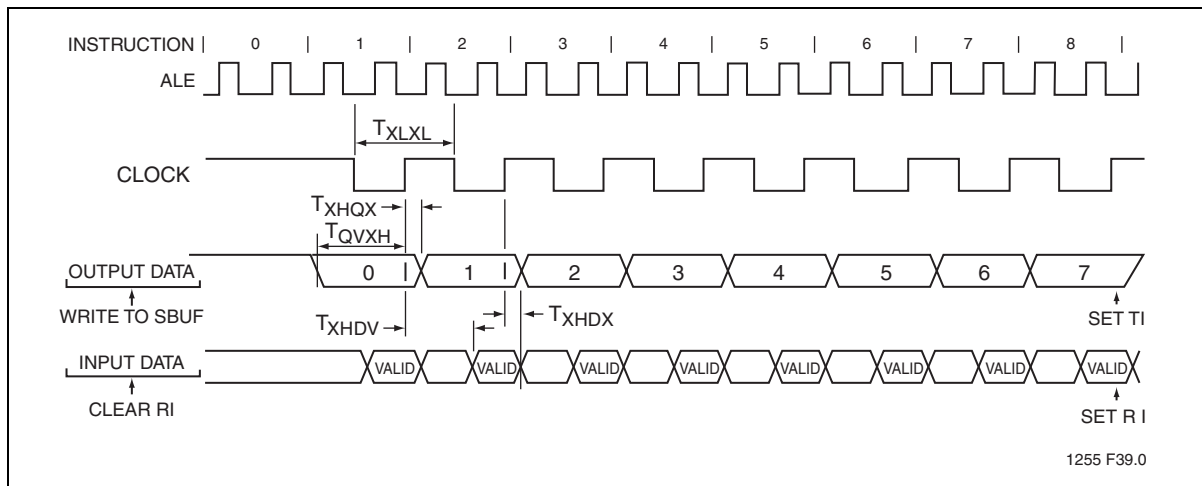 INSTRUCTION | 0 | 1 | 2 | 3 | 4 | 5 | 6 | 7 | 8 |
ALE
TXLXL
CLOCK
TXHQX
TQVXH
OUTPUT DATA 0 1 2 3 4 5 6 7
WRITE TO SBUF
TXHDV
TXHDX
SET TI
INPUT DATA VALID VALID VALID VALID VALID VALID VALID VALID
CLEAR RI
SET R I
1255 F39.0